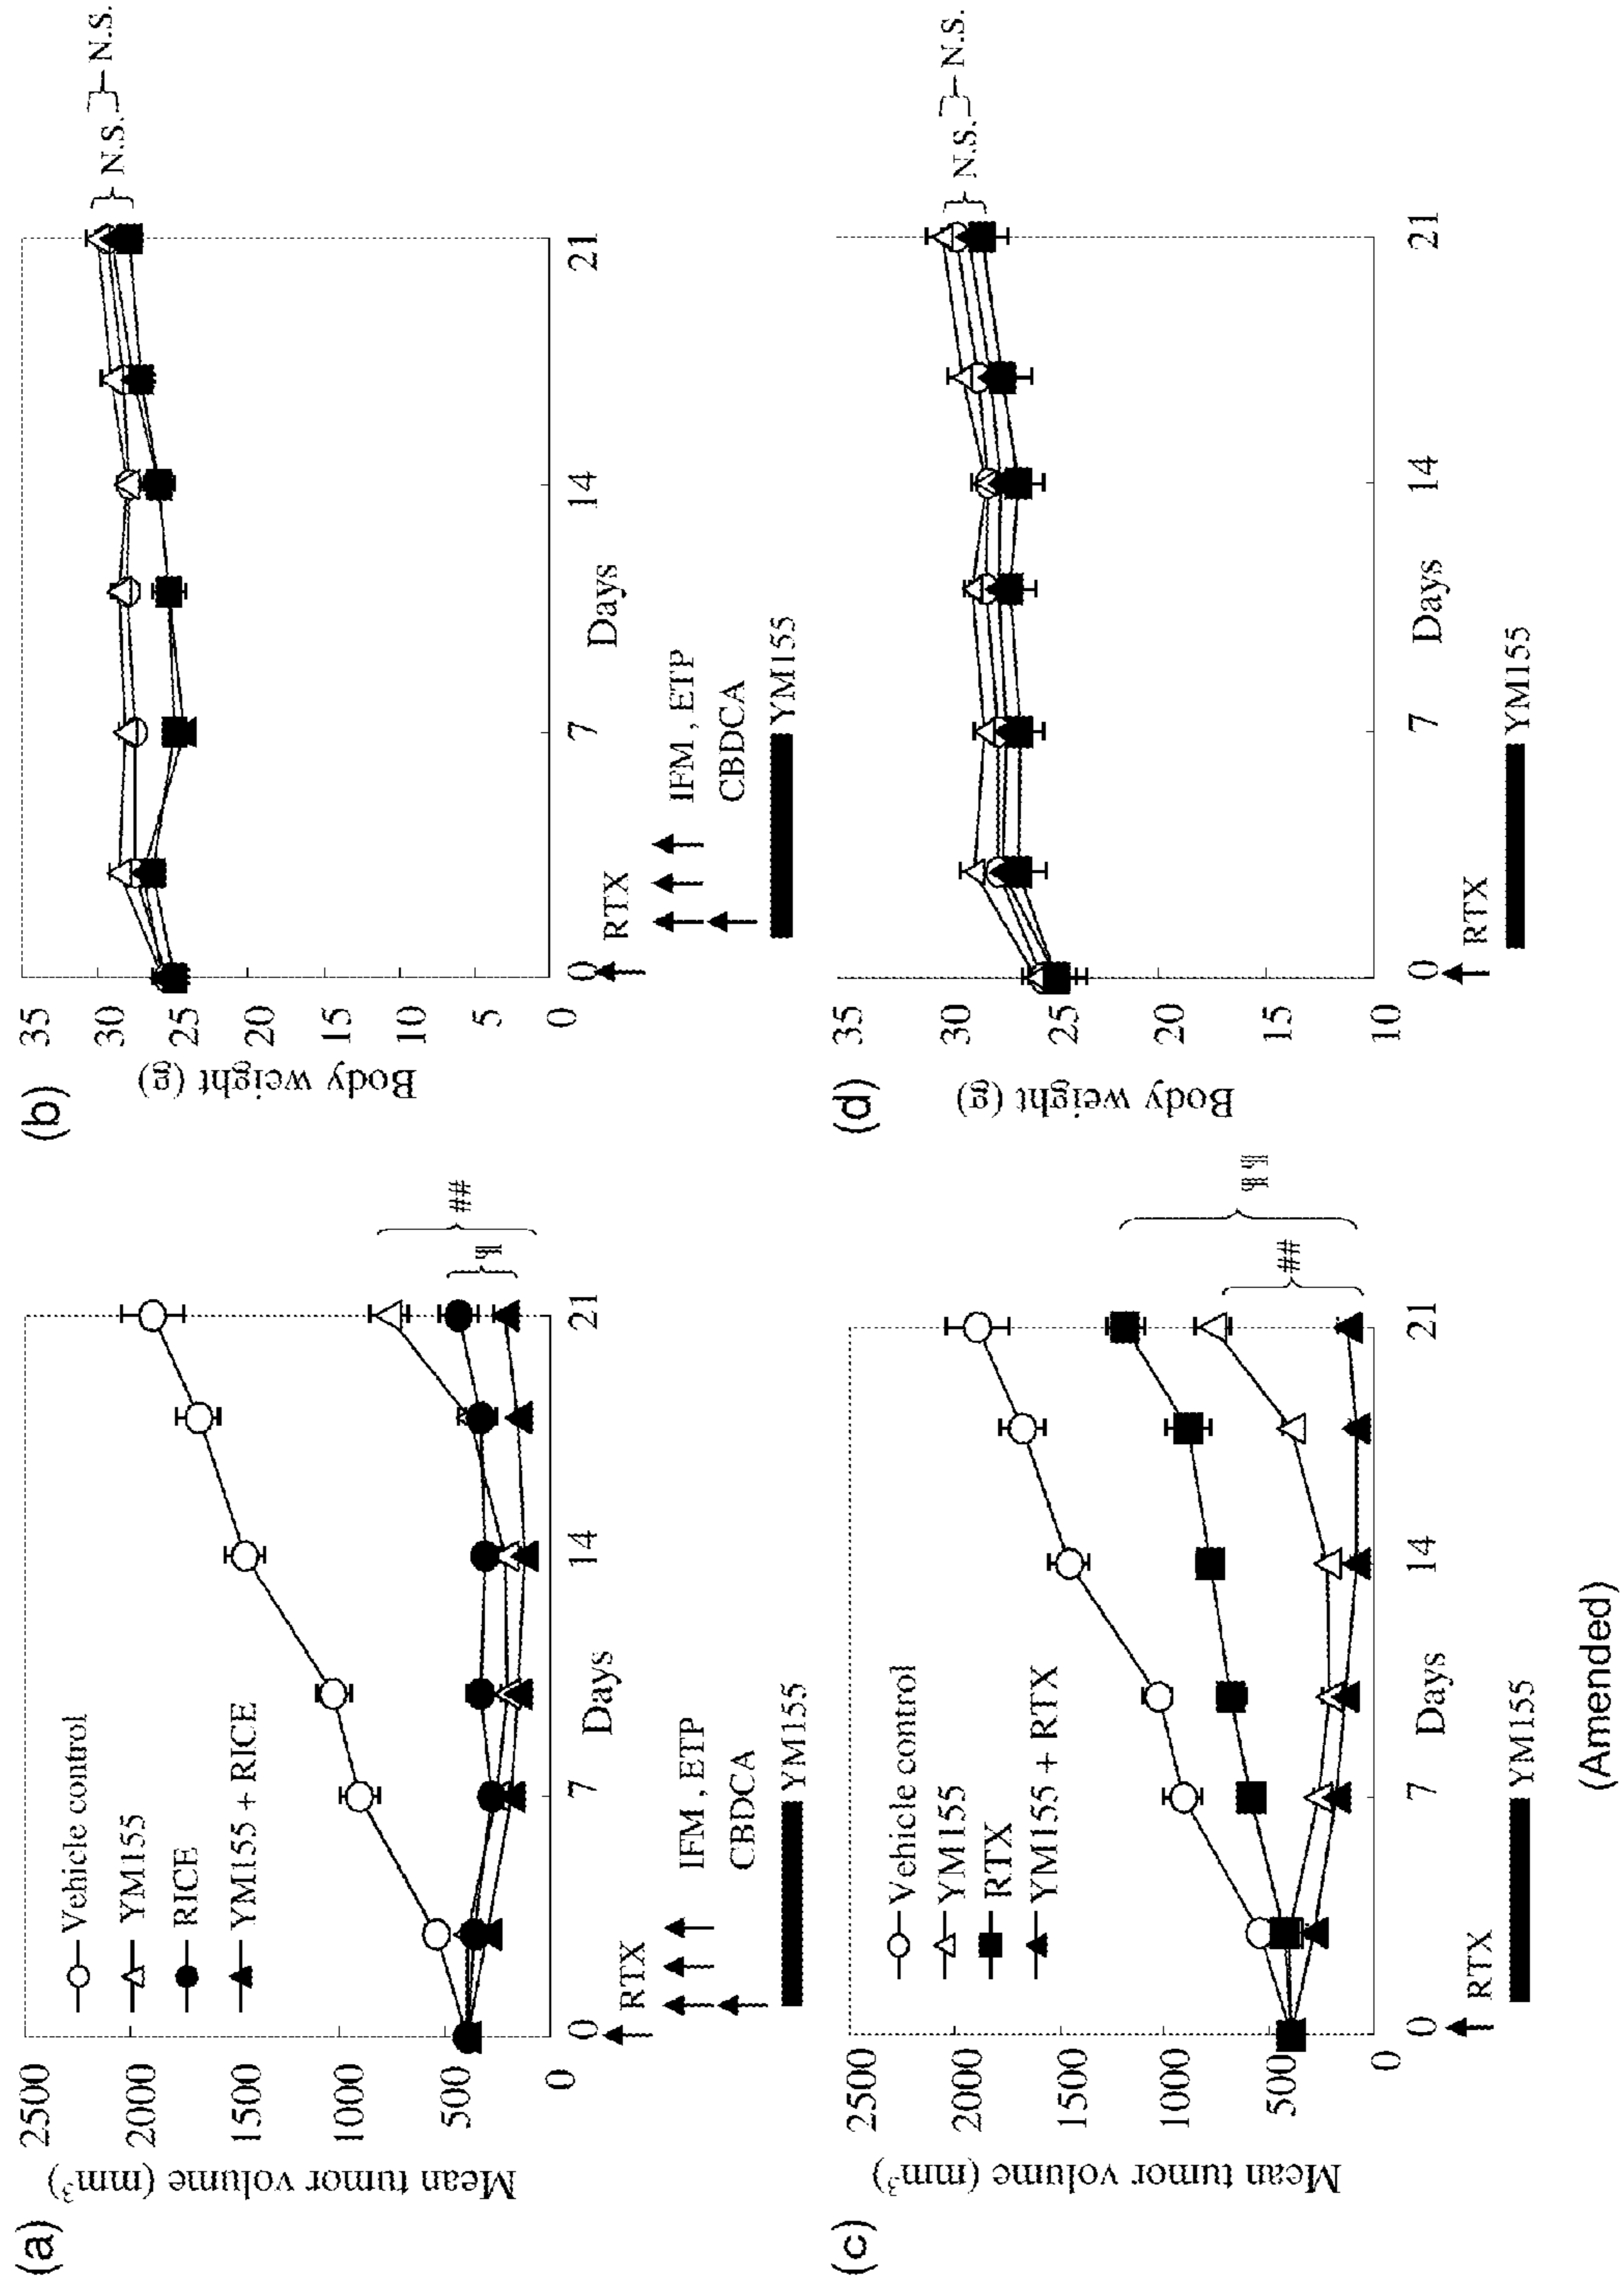 (a)
Mean tumor volume (mm³)
2500
2000
1500
1000
500
0
Vehicle control
YM155
RICE
YM155 + RICE
##
¶
0
7
14
21
Days
RTX
IFM , ETP
CBDCA
YM155
(b)
Body weight (g)
35
30
25
20
15
10
5
0
N.S.
N.S.
0
7
14
21
Days
RTX
IFM , ETP
CBDCA
YM155
(c)
Mean tumor volume (mm³)
2500
2000
1500
1000
500
0
Vehicle control
YM155
RTX
YM155 + RTX
##
¶¶
0
7
14
21
Days
RTX
YM155
(d)
Body weight (g)
35
30
25
20
15
10
N.S.
N.S.
0
7
14
21
Days
RTX
YM155
(Amended)